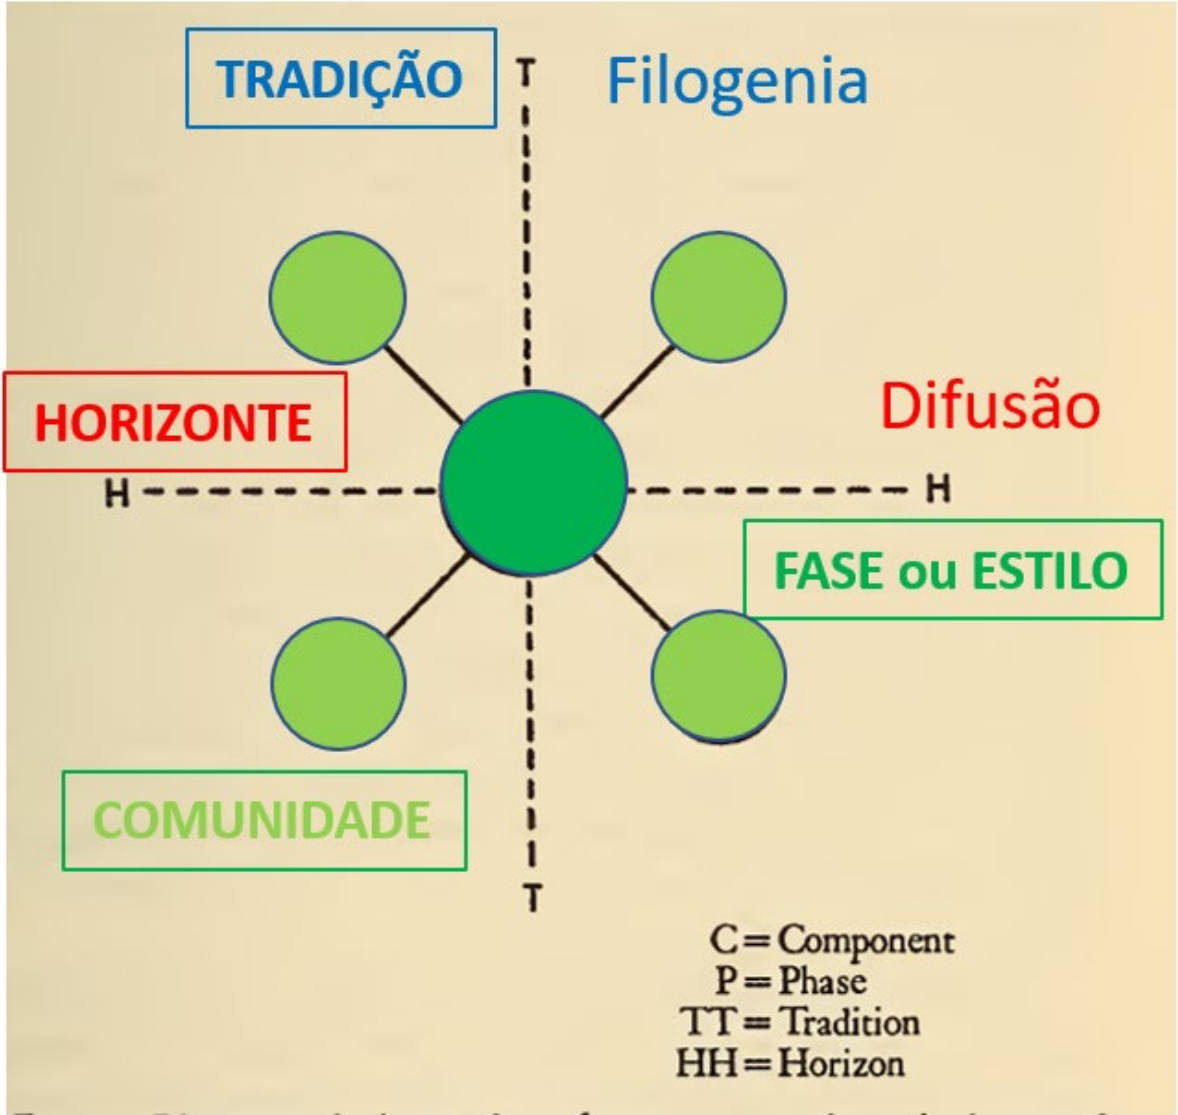 TRADIÇÃO
T
Filogenia
HORIZONTE
Difusão
H
H
FASE ou ESTILO
COMUNIDADE
T
C = Component
P = Phase
TT = Tradition
HH = Horizon